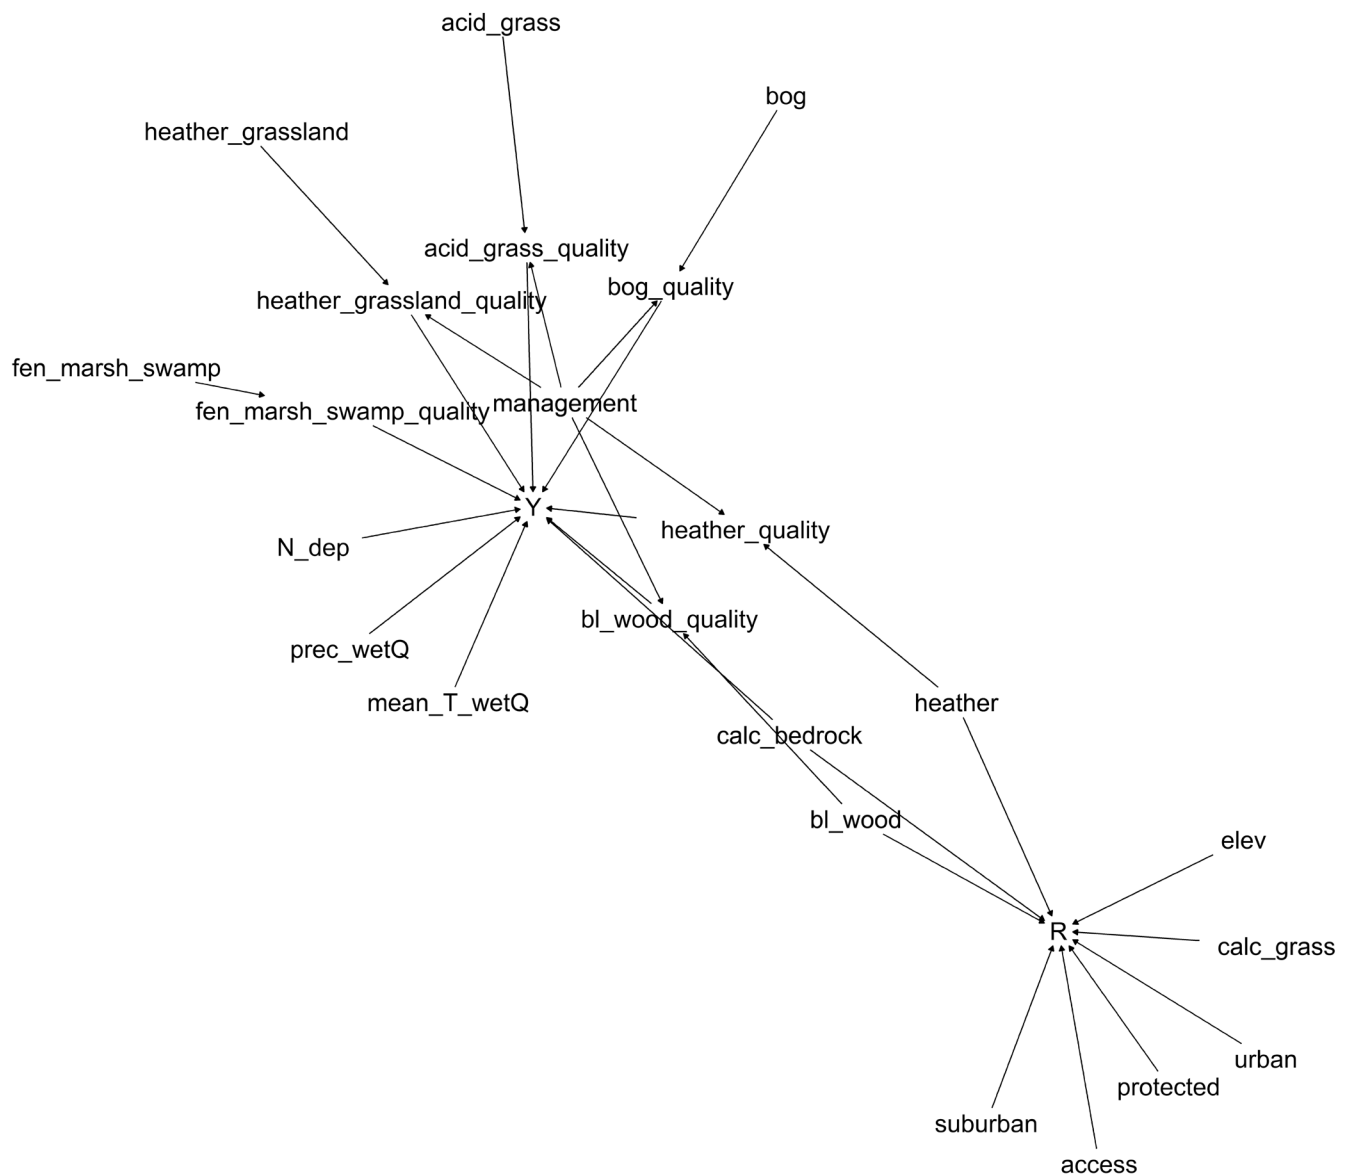 acid_grass
bog
heather_grassland
acid_grass_quality
bog_quality
heather_grassland_quality
fen_marsh_swamp
management
fen_marsh_swamp_quality
Y
heather_quality
N_dep
bl_wood_quality
prec_wetQ
mean_T_wetQ
heather
calc_bedrock
bl_wood
elev
R
calc_grass
urban
protected
suburban
access